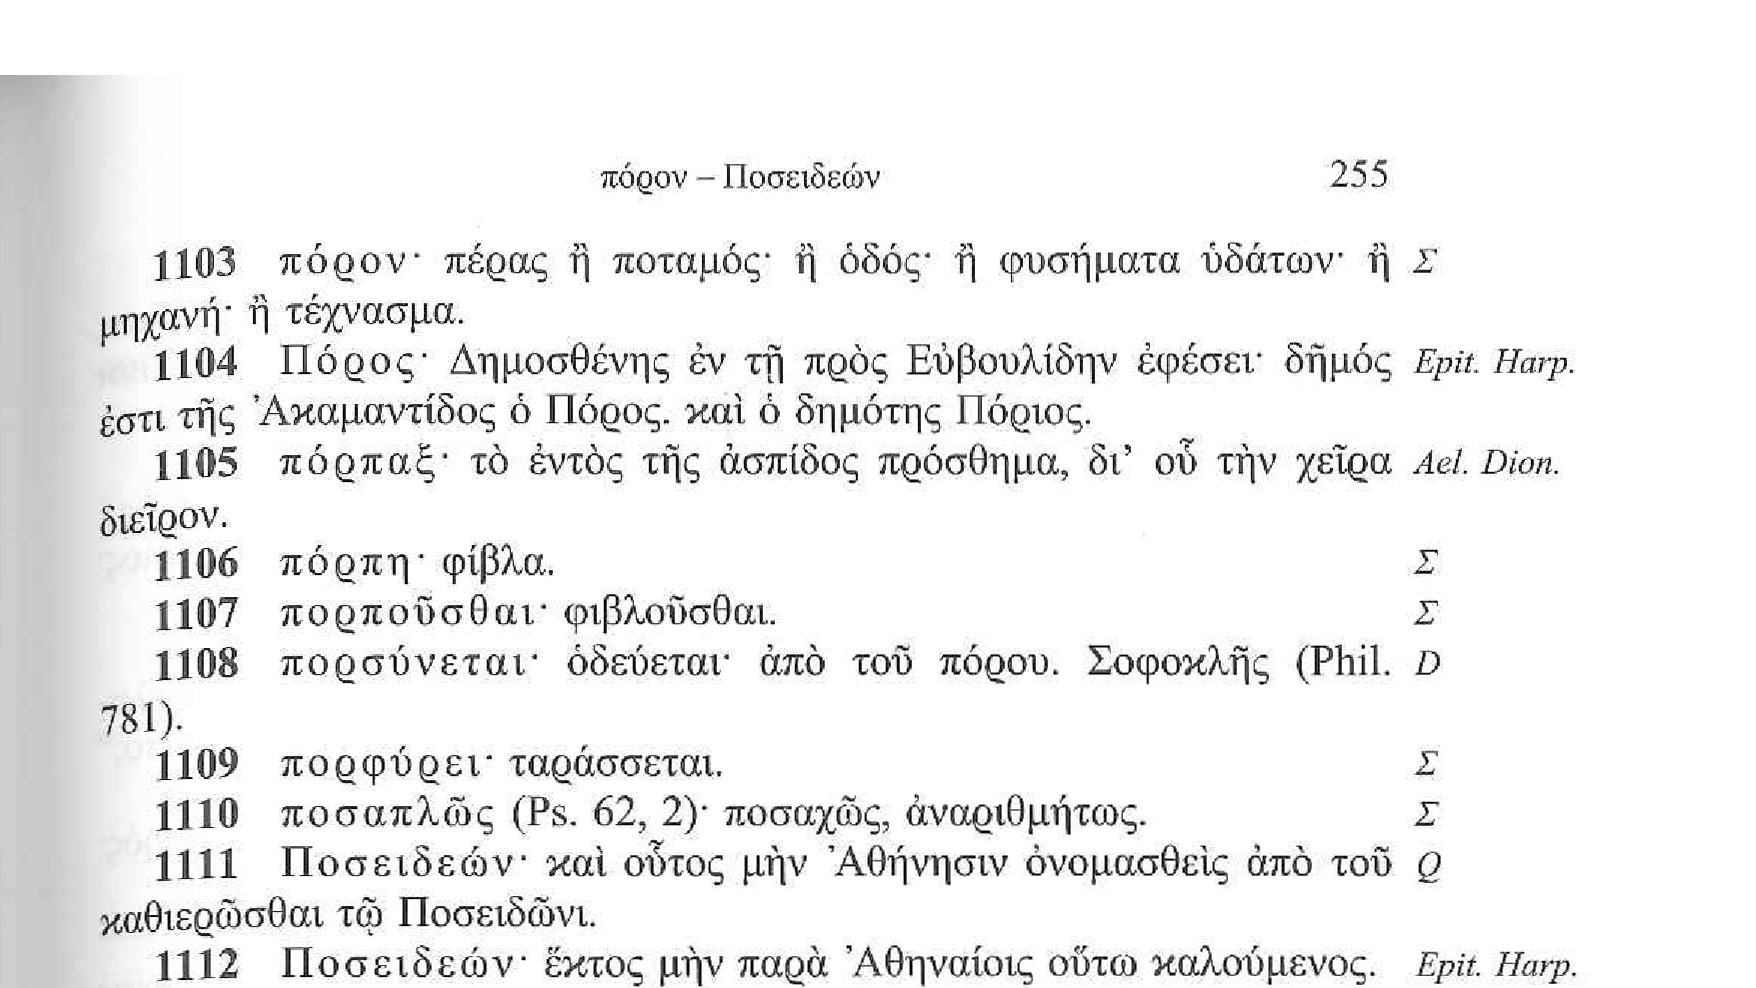 πόρον – Ποσειδεών 255
1103 πόρον· πέρας ἢ ποταμός· ἢ ὁδός· ἢ φυσήματα ὑδάτων· ἢ Σ
μηχανή· ἢ τέχνασμα.
1104 Πόρος· Δημοσθένης ἐν τῇ πρὸς Εὐβουλίδην ἐφέσει· δῆμός Epit. Harp.
ἐστι τῆς Ἀκαμαντίδος ὁ Πόρος. καὶ ὁ δημότης Πόριος.
1105 πόρπαξ· τὸ ἐντὸς τῆς ἀσπίδος πρόσθημα, δι’ οὗ τὴν χεῖρα Ael. Dion.
διεῖρον.
1106 πόρπη· φίβλα. Σ
1107 πορποῦσθαι· φιβλοῦσθαι. Σ
1108 πορσύνεται· ὁδεύεται· ἀπὸ τοῦ πόρου. Σοφοκλῆς (Phil. D
781).
1109 πορφύρει· ταράσσεται. Σ
1110 ποσαπλῶς (Ps. 62, 2)· ποσαχῶς, ἀναριθμήτως. Σ
1111 Ποσειδεών· καὶ οὗτος μὴν Ἀθήνησιν ὀνομασθεὶς ἀπὸ τοῦ Q
καθιερῶσθαι τῷ Ποσειδῶνι.
1112 Ποσειδεών· ἕκτος μὴν παρὰ Ἀθηναίοις οὕτω καλούμενος. Epit. Harp.